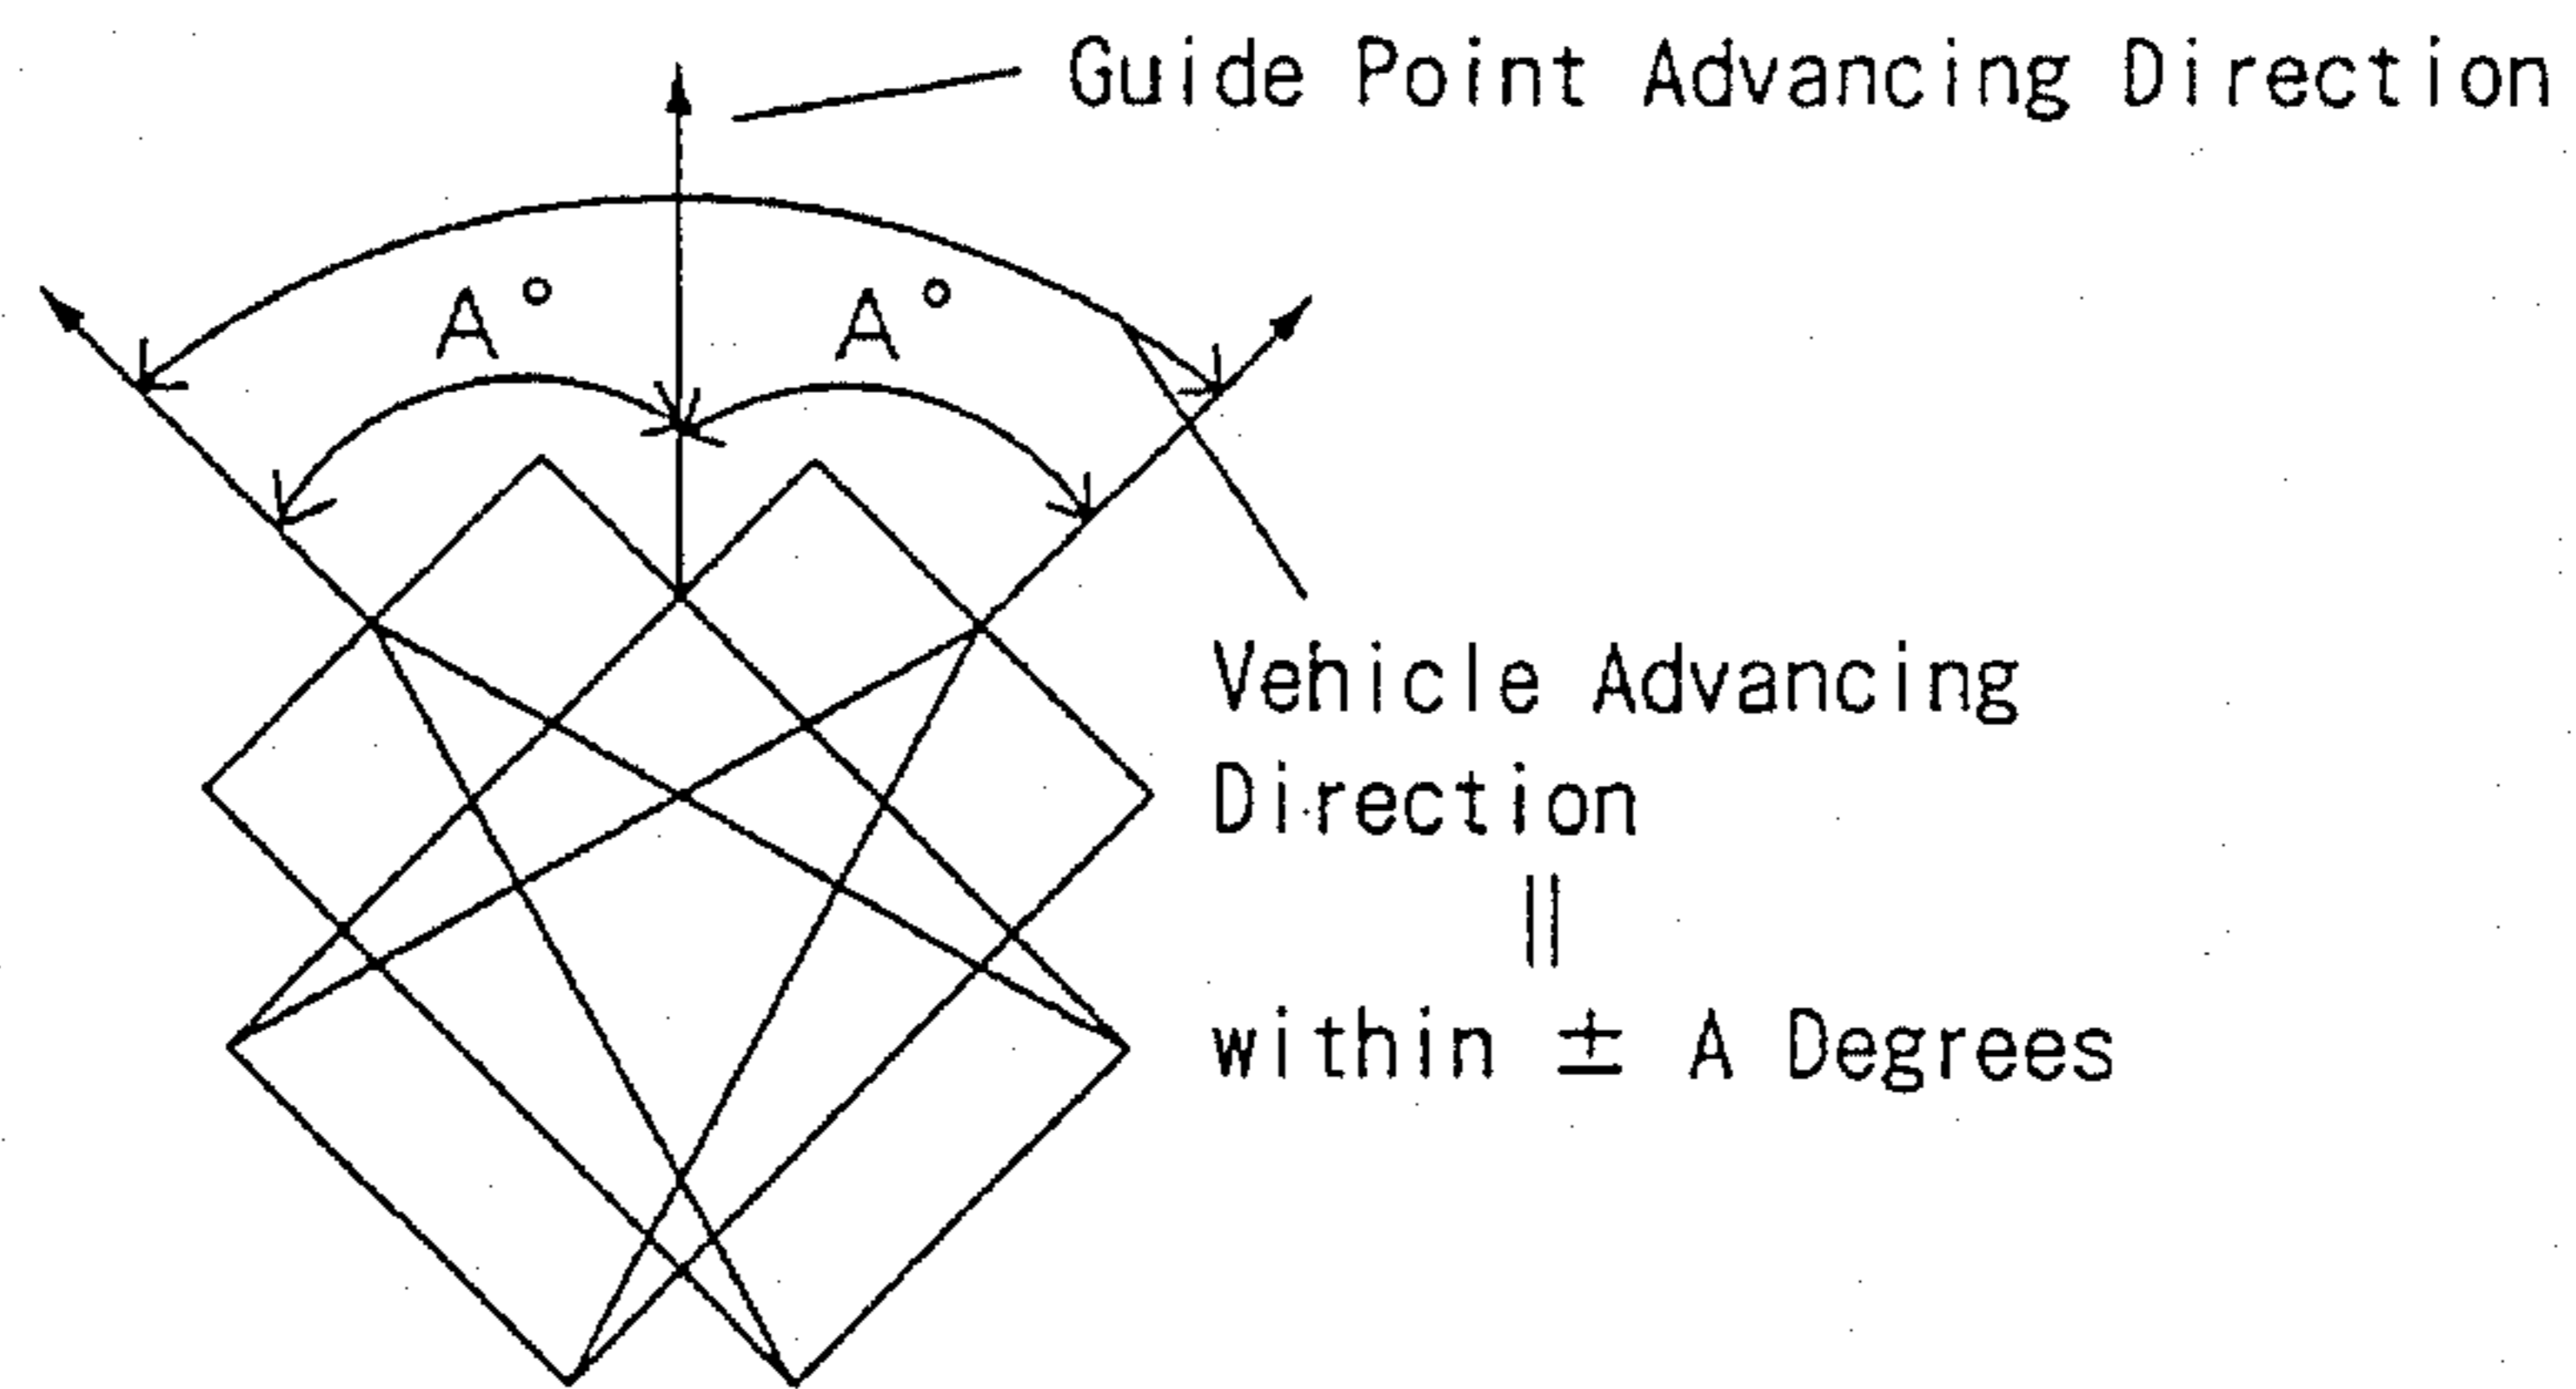 Guide Point Advancing Direction
A° A°
Vehicle Advancing
Direction
||
within ± A Degrees